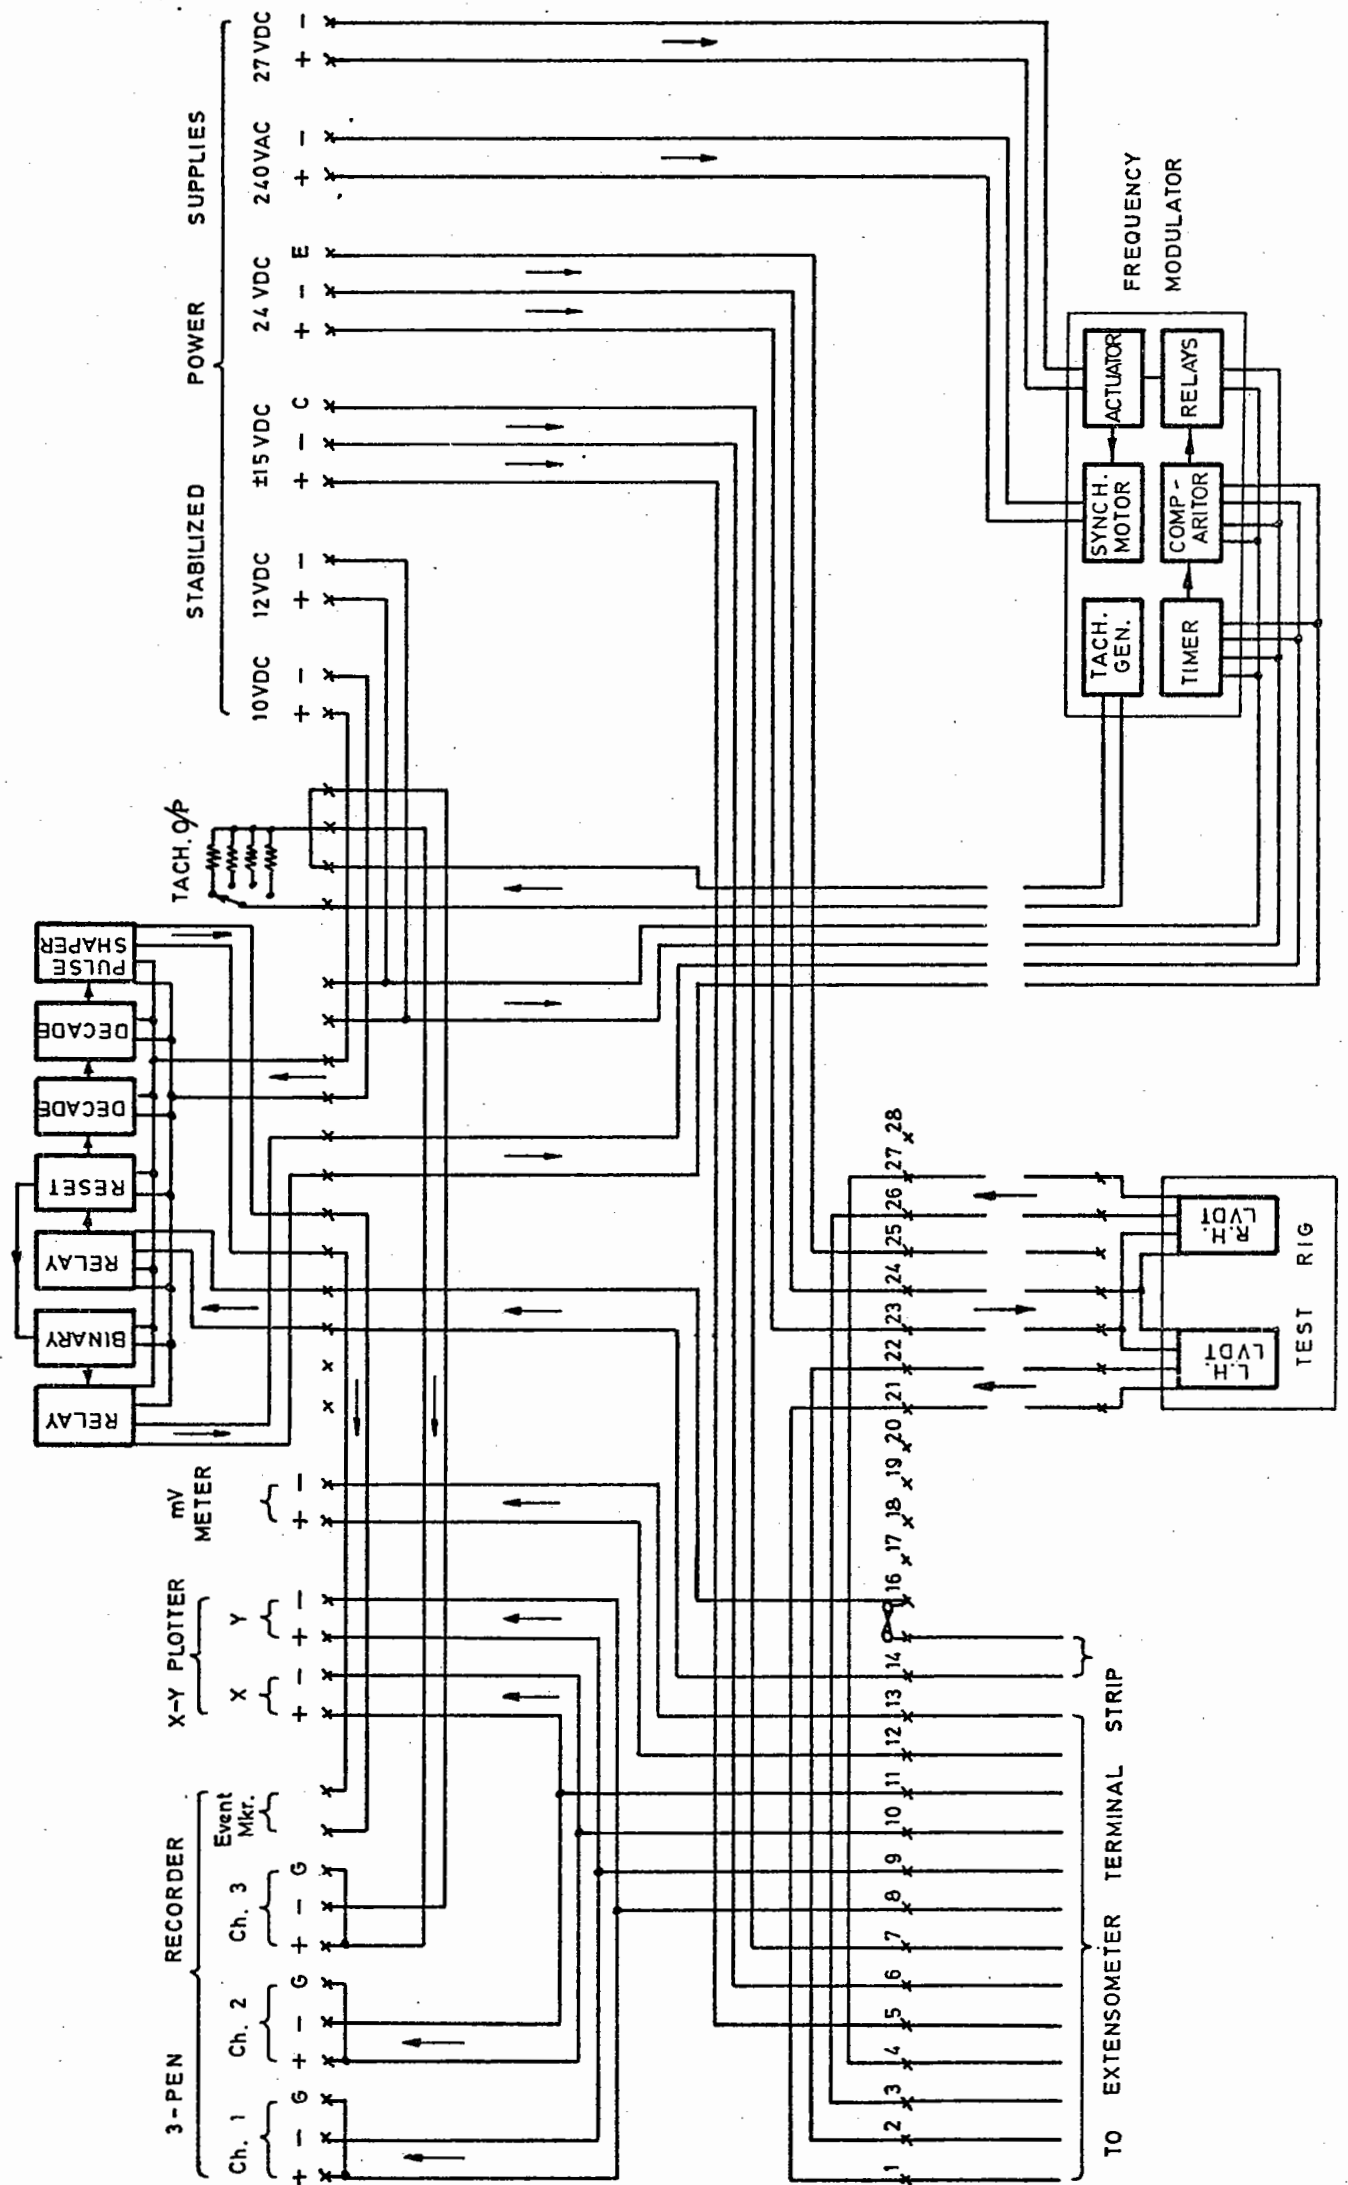 3-PEN RECORDER
X-Y PLOTTER
mV
METER
Ch. 1
Ch. 2
Ch. 3
Event
Mkr.
X
Y
+ - G
+ - G
+ - G
+ -
+ -
+ -
RELAY
BINARY
RELAY
RESET
DECADE
DECADE
PULSE
SHAPER
TACH. O/P
STABILIZED POWER SUPPLIES
10VDC
12VDC
±15VDC
24VDC
240VAC
27VDC
+ -
+ -
+ - C
+ - E
+ -
+ -
1 2 3 4 5 6 7 8 9 10 11 12 13 14 16 17 18 19 20 21 22 23 24 25 26 27 28
TO EXTENSOMETER TERMINAL STRIP
L.H.
LVDT
R.H.
LVDT
TEST RIG
TACH.
GEN.
SYNCH.
MOTOR
ACTUATOR
TIMER
COMP-
ARITOR
RELAYS
FREQUENCY
MODULATOR